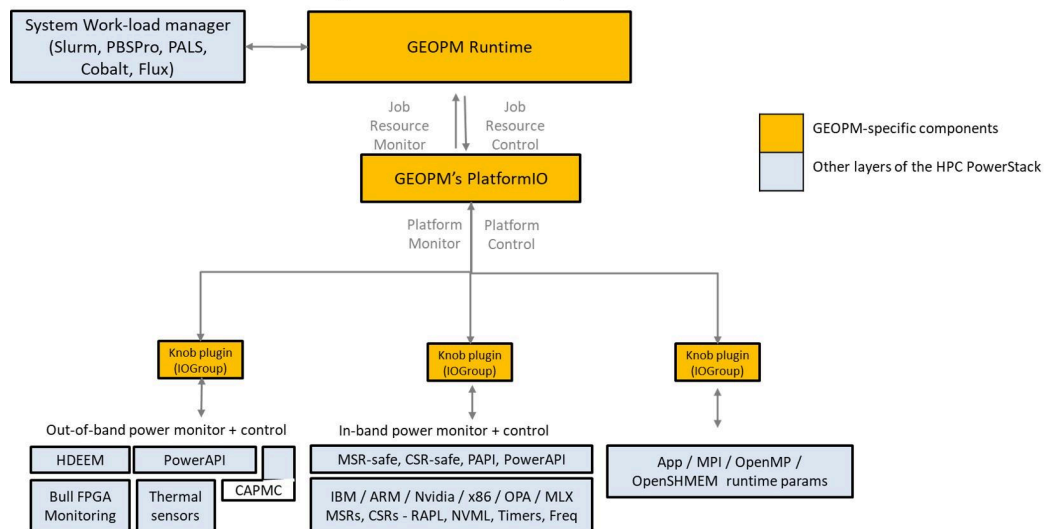 System Work-load manager
(Slurm, PBSPro, PALS,
Cobalt, Flux)
GEOPM Runtime
Job
Resource
Monitor
Job
Resource
Control
GEOPM-specific components
Other layers of the HPC PowerStack
GEOPM's PlatformIO
Platform
Monitor
Platform
Control
Knob plugin
(IOGroup)
Knob plugin
(IOGroup)
Knob plugin
(IOGroup)
Out-of-band power monitor + control
HDEEM
PowerAPI
CAPMC
Bull FPGA
Monitoring
Thermal
sensors
In-band power monitor + control
MSR-safe, CSR-safe, PAPI, PowerAPI
IBM / ARM / Nvidia / x86 / OPA / MLX
MSRs, CSRs - RAPL, NVML, Timers, Freq
App / MPI / OpenMP /
OpenSHMEM runtime params